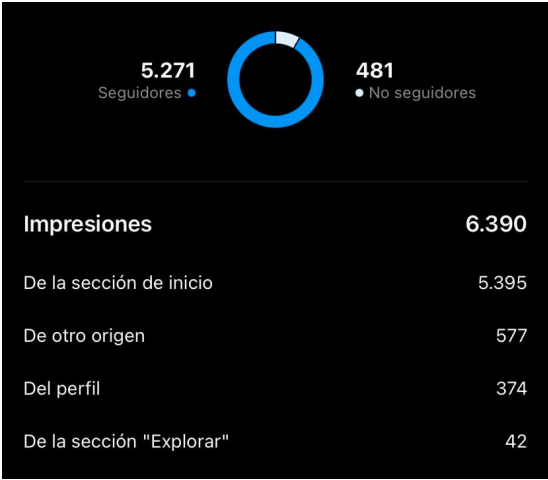 5.271
Seguidores
481
No seguidores
Impresiones 6.390
De la sección de inicio 5.395
De otro origen 577
Del perfil 374
De la sección "Explorar" 42